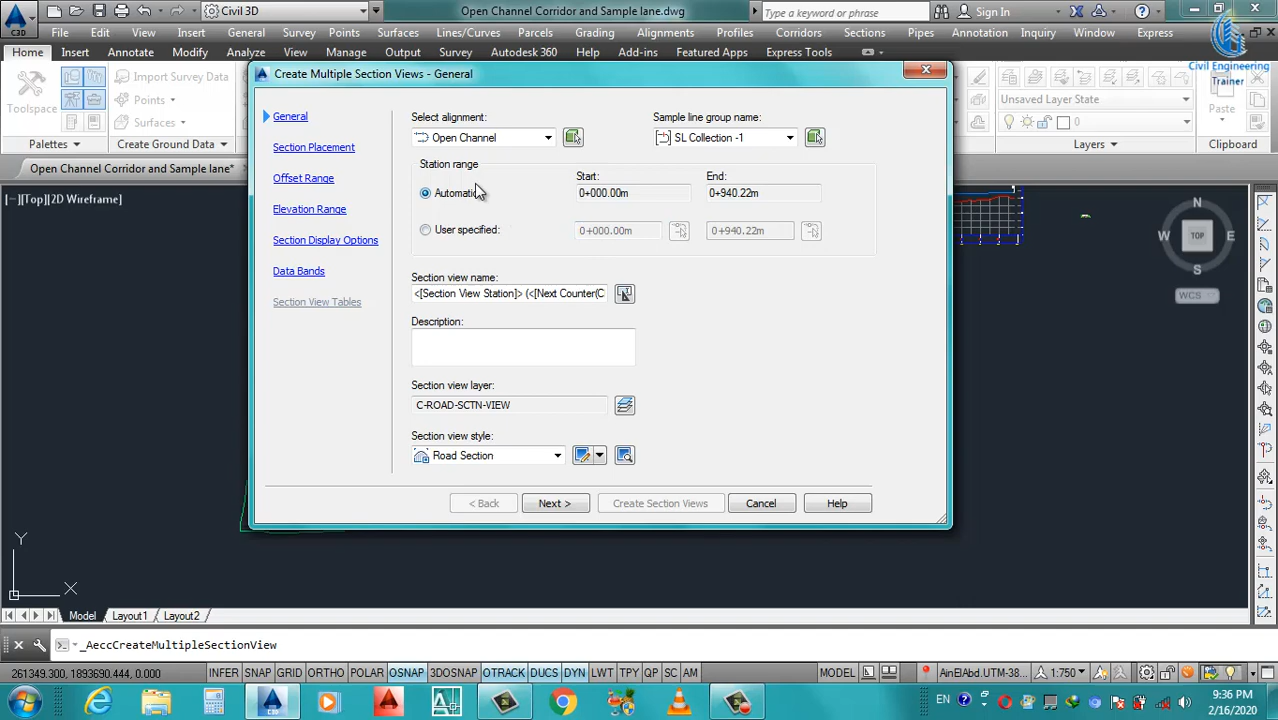 C3D
Civil 3D
Open Channel Corridor and Sample lane.dwg
Type a keyword or phrase
Sign In
File Edit View Insert General Survey Points Surfaces Lines/Curves Parcels Grading Alignments Profiles Corridors Sections Pipes Annotation Inquiry Window Express
Home Insert Annotate Modify Analyze View Manage Output Survey Autodesk 360 Help Add-ins Featured Apps Express Tools
Civil Engineering
Trainer
Toolspace
Import Survey Data
Points
Surfaces
Palettes
Create Ground Data
Unsaved Layer State
0
Layers
Paste
Clipboard
Open Channel Corridor and Sample lane*
[−][Top][2D Wireframe]
Create Multiple Section Views - General
General
Section Placement
Offset Range
Elevation Range
Section Display Options
Data Bands
Section View Tables
Select alignment:
Open Channel
Sample line group name:
SL Collection -1
Station range
Start:
End:
0+000.00m
0+940.22m
User specified:
0+000.00m
0+940.22m
Section view name:
<[Section View Station]> (<[Next Counter(C
Description:
Section view layer:
C-ROAD-SCTN-VIEW
Section view style:
Road Section
< Back
Next >
Create Section Views
Cancel
Help
N
W
TOP
E
S
WCS
Y
X
Model
Layout1
Layout2
_AeccCreateMultipleSectionView
261349.300, 1893690.444, 0.000
INFER SNAP GRID ORTHO POLAR OSNAP 3DOSNAP OTRACK DUCS DYN LWT TPY QP SC AM
MODEL
AinElAbd.UTM-38...
1:750
EN
9:36 PM
2/16/2020